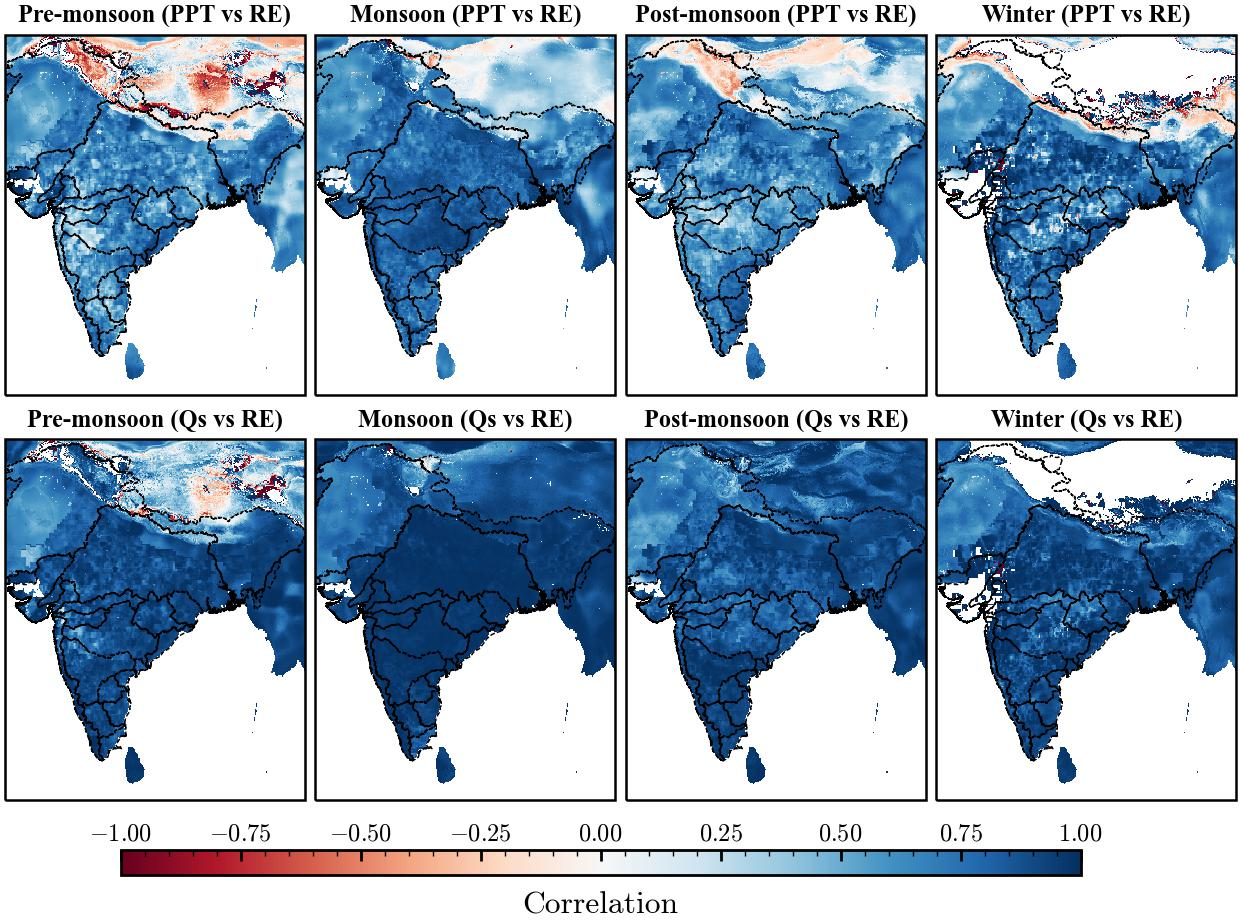 Pre-monsoon (PPT vs RE) Monsoon (PPT vs RE) Post-monsoon (PPT vs RE) Winter (PPT vs RE)
Pre-monsoon (Qs vs RE) Monsoon (Qs vs RE) Post-monsoon (Qs vs RE) Winter (Qs vs RE)
−1.00 −0.75 −0.50 −0.25 0.00 0.25 0.50 0.75 1.00
Correlation